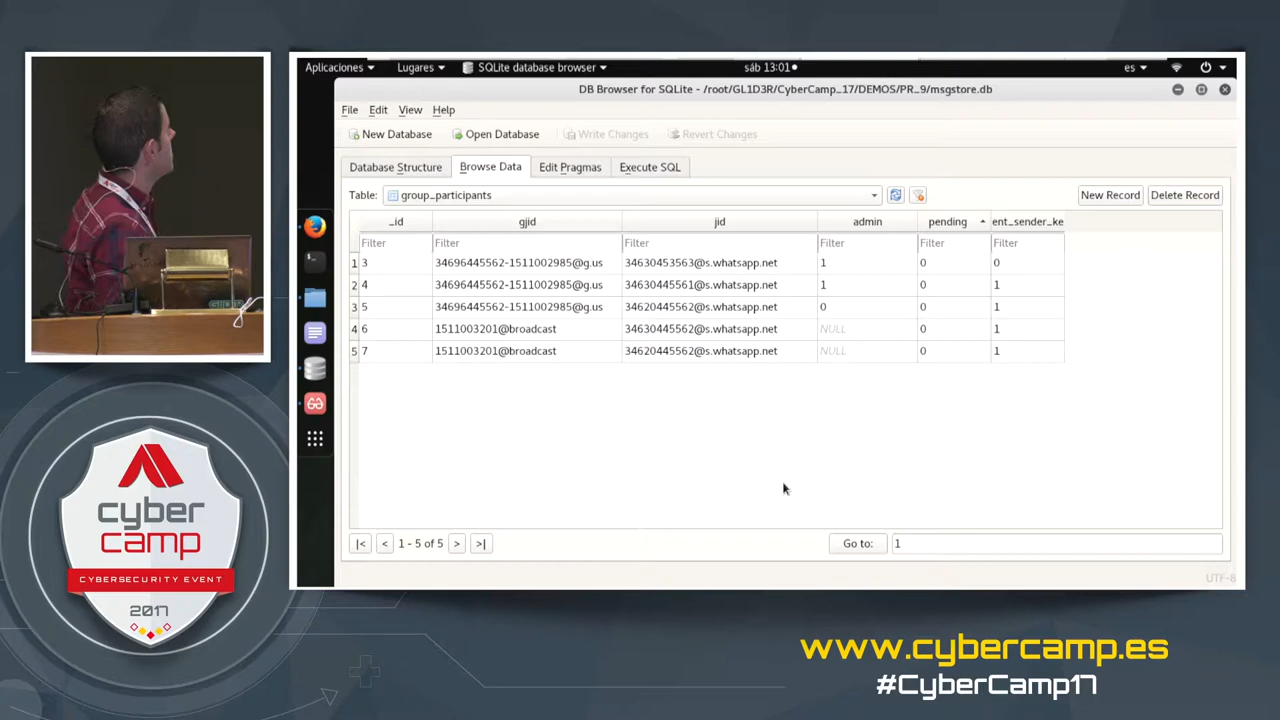 Aplicaciones Lugares SQLite database browser sáb 13:01 es
DB Browser for SQLite - /root/GL1D3R/CyberCamp_17/DEMOS/PR_9/msgstore.db
File Edit View Help
New Database Open Database Write Changes Revert Changes
Database Structure Browse Data Edit Pragmas Execute SQL
Table: group_participants New Record Delete Record
_id gjid jid admin pending ent_sender_ke
Filter Filter Filter Filter Filter Filter
1 3 34696445562-1511002985@g.us 34630453563@s.whatsapp.net 1 0 0
2 4 34696445562-1511002985@g.us 34630445561@s.whatsapp.net 1 0 1
3 5 34696445562-1511002985@g.us 34620445562@s.whatsapp.net 0 0 1
4 6 1511003201@broadcast 34630445562@s.whatsapp.net NULL 0 1
5 7 1511003201@broadcast 34620445562@s.whatsapp.net NULL 0 1
|< < 1 - 5 of 5 > >| Go to: 1
UTF-8
cyber
camp
CYBERSECURITY EVENT
2017
www.cybercamp.es
#CyberCamp17